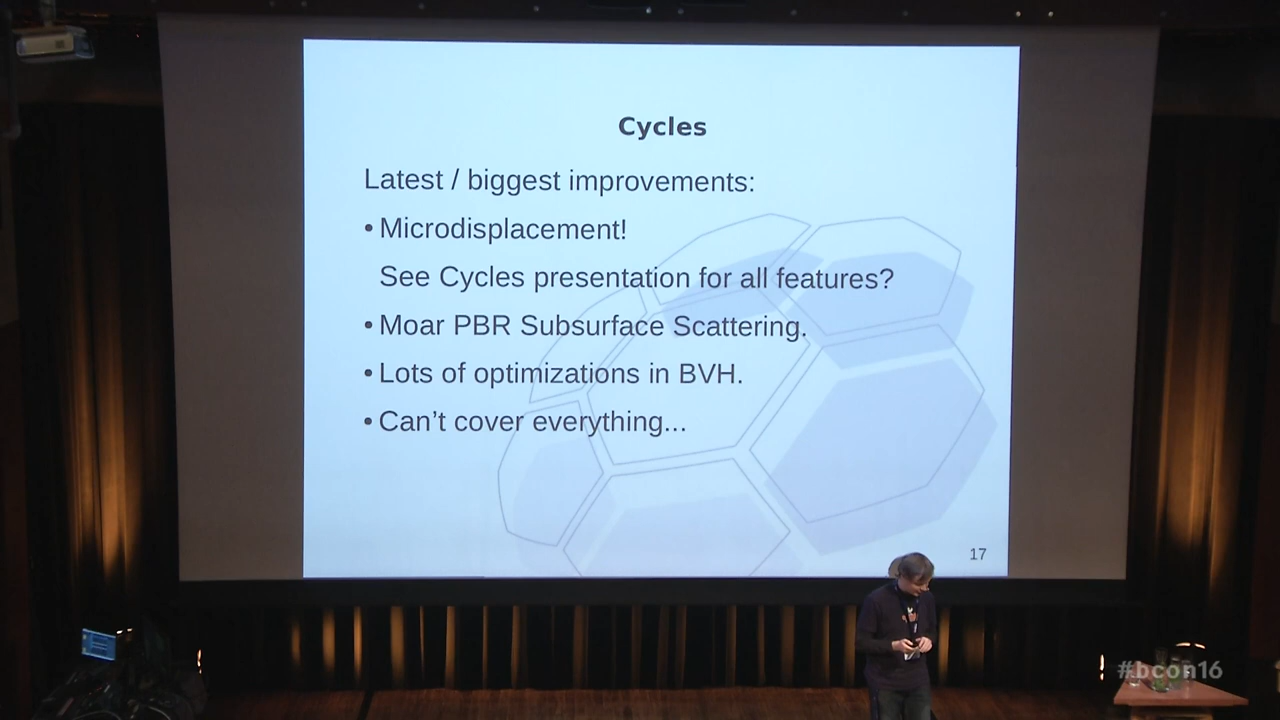 Cycles
Latest / biggest improvements:
• Microdisplacement!
See Cycles presentation for all features?
• Moar PBR Subsurface Scattering.
• Lots of optimizations in BVH.
• Can’t cover everything...
17
#bcon16